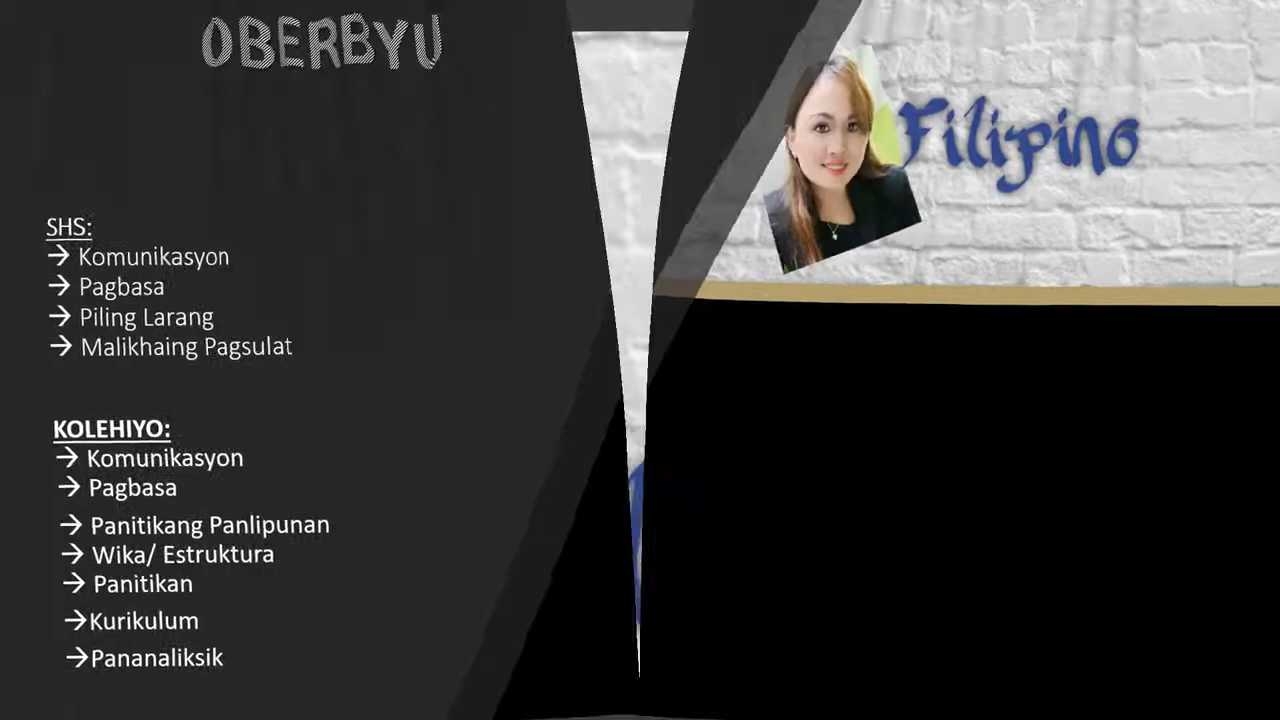 OBERBYU
Filipino
SHS:
→ Komunikasyon
→ Pagbasa
→ Piling Larang
→ Malikhaing Pagsulat
KOLEHIYO:
→ Komunikasyon
→ Pagbasa
→ Panitikang Panlipunan
→ Wika/ Estruktura
→ Panitikan
→Kurikulum
→Pananaliksik